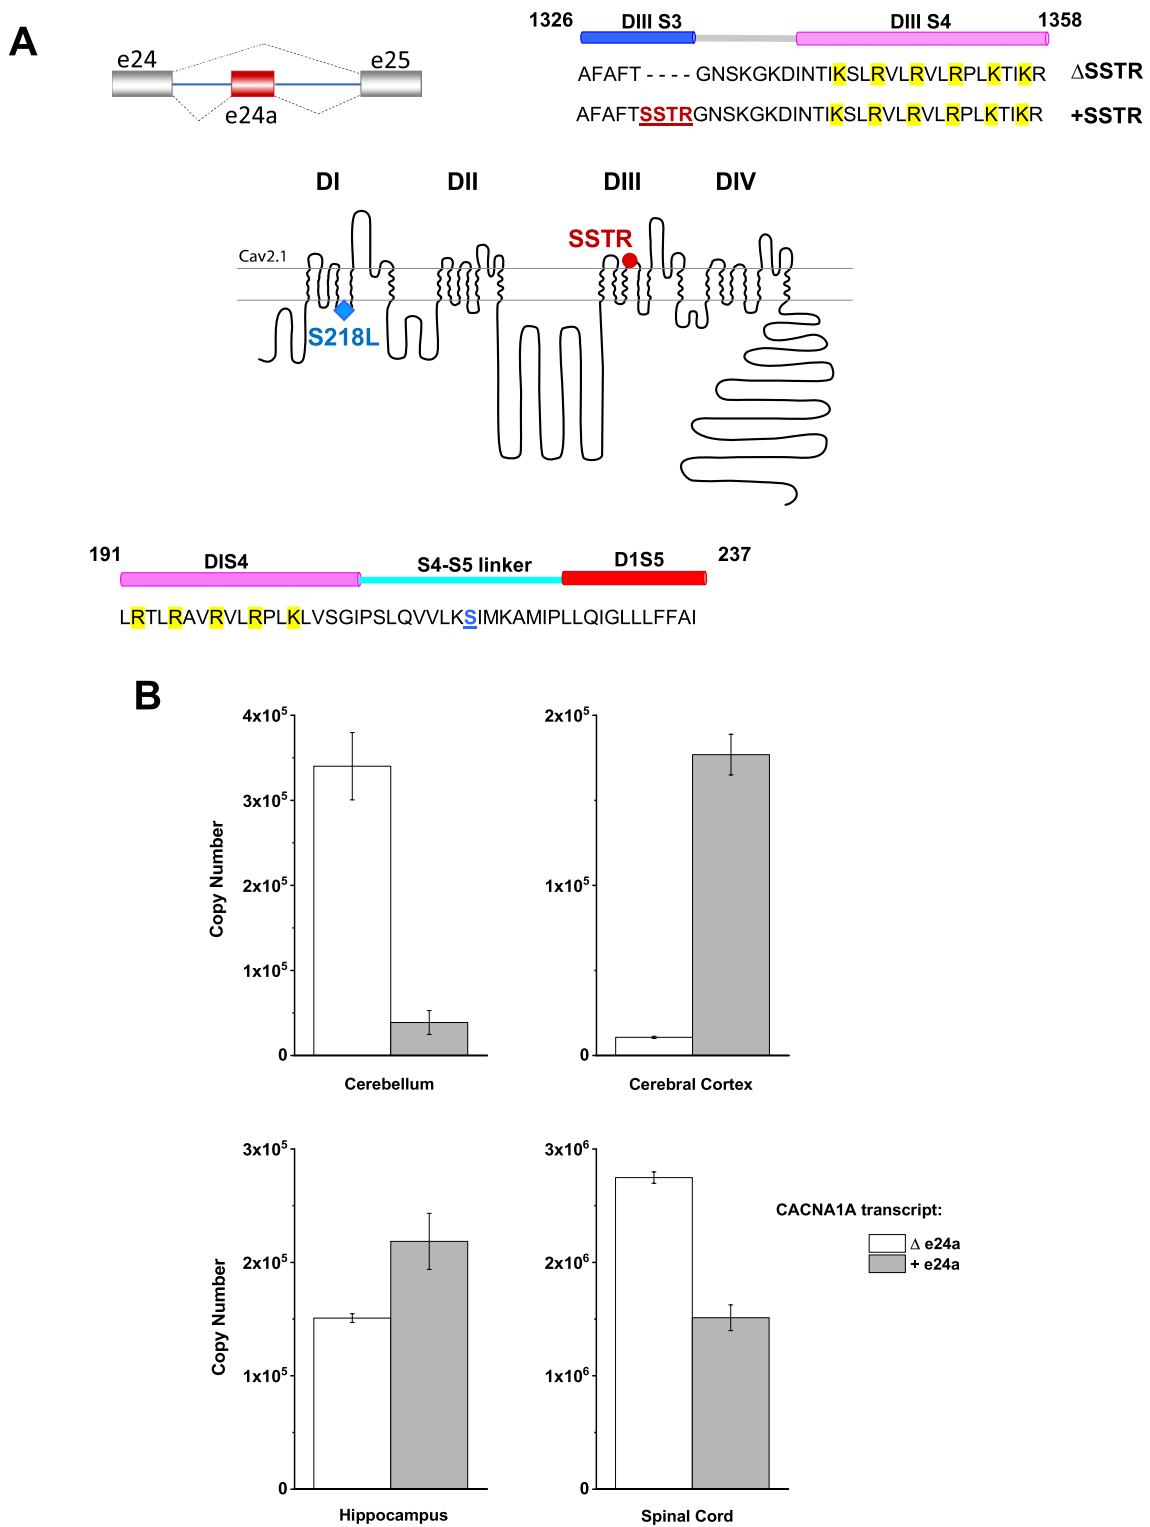 A
e24
e25
e24a
1326
DIII S3
DIII S4
1358
AFAFT - - - - GNSKGKDINTIKSLRVLRVLRPLKTIKR
ΔSSTR
AFAFTSSTRGNSKGKDINTIKSLRVLRVLRPLKTIKR
+SSTR
DI
DII
DIII
DIV
Cav2.1
SSTR
S218L
191
DIS4
S4-S5 linker
D1S5
237
LRTLRAVRVLRPLKLVSGIPSLQVVLKSIMKAMIPLLQIGLLLFFAI
B
4x10⁵
3x10⁵
2x10⁵
1x10⁵
0
Copy Number
Cerebellum
2x10⁵
1x10⁵
0
Cerebral Cortex
3x10⁵
2x10⁵
1x10⁵
0
Copy Number
Hippocampus
3x10⁶
2x10⁶
1x10⁶
0
Spinal Cord
CACNA1A transcript:
Δ e24a
+ e24a